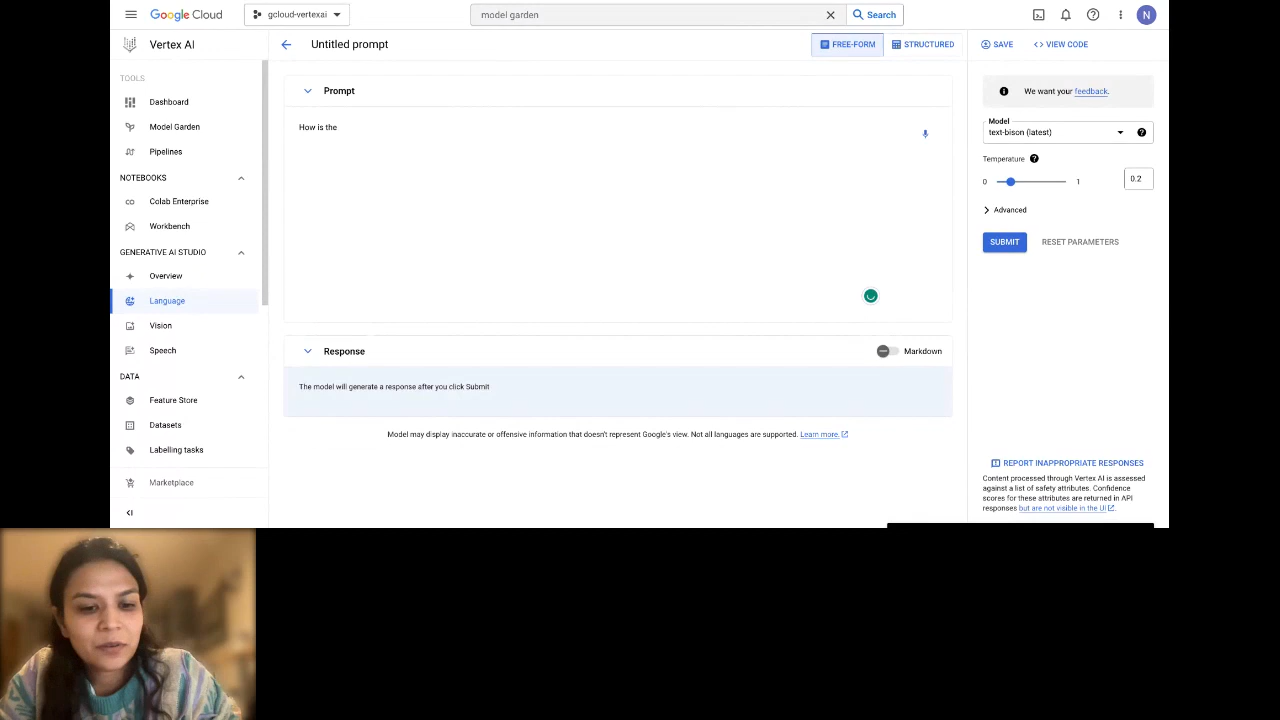 Google Cloud
gcloud-vertexai
model garden
Search
N
Vertex AI
Untitled prompt
FREE-FORM
STRUCTURED
SAVE
<> VIEW CODE
TOOLS
Dashboard
Model Garden
Pipelines
NOTEBOOKS
Colab Enterprise
Workbench
GENERATIVE AI STUDIO
Overview
Language
Vision
Speech
DATA
Feature Store
Datasets
Labelling tasks
Marketplace
Prompt
How is the
Response
Markdown
The model will generate a response after you click Submit
Model may display inaccurate or offensive information that doesn't represent Google's view. Not all languages are supported. Learn more.
We want your feedback.
Model
text-bison (latest)
Temperature
0
1
0.2
Advanced
SUBMIT
RESET PARAMETERS
REPORT INAPPROPRIATE RESPONSES
Content processed through Vertex AI is assessed
against a list of safety attributes. Confidence
scores for these attributes are returned in API
responses but are not visible in the UI.